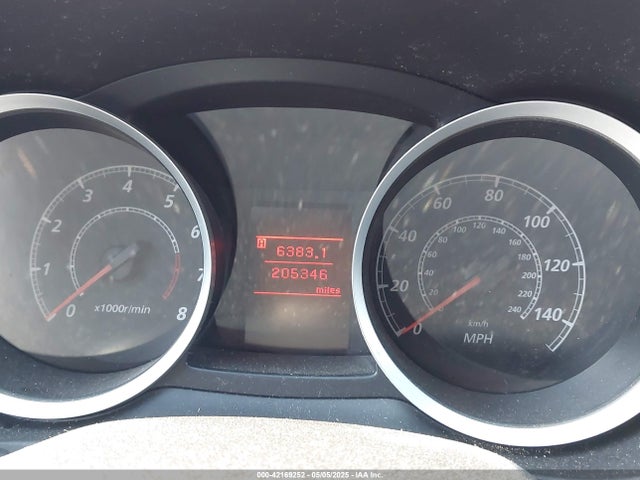 0 1 2 3 4 5 6 7 8
x1000r/min
A
6383.1
205346
miles
0 20 40 60 80 100 120 140
0 20 40 60 80 100 120 140 160 180 200 220 240
km/h
MPH
000-42169252 - 05/05/2025 - IAA Inc.